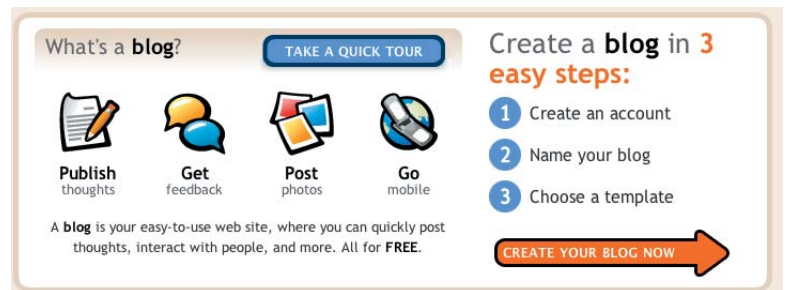 What's a blog?
TAKE A QUICK TOUR
Publish
thoughts
Get
feedback
Post
photos
Go
mobile
A blog is your easy-to-use web site, where you can quickly post
thoughts, interact with people, and more. All for FREE.
Create a blog in 3
easy steps:
1 Create an account
2 Name your blog
3 Choose a template
CREATE YOUR BLOG NOW